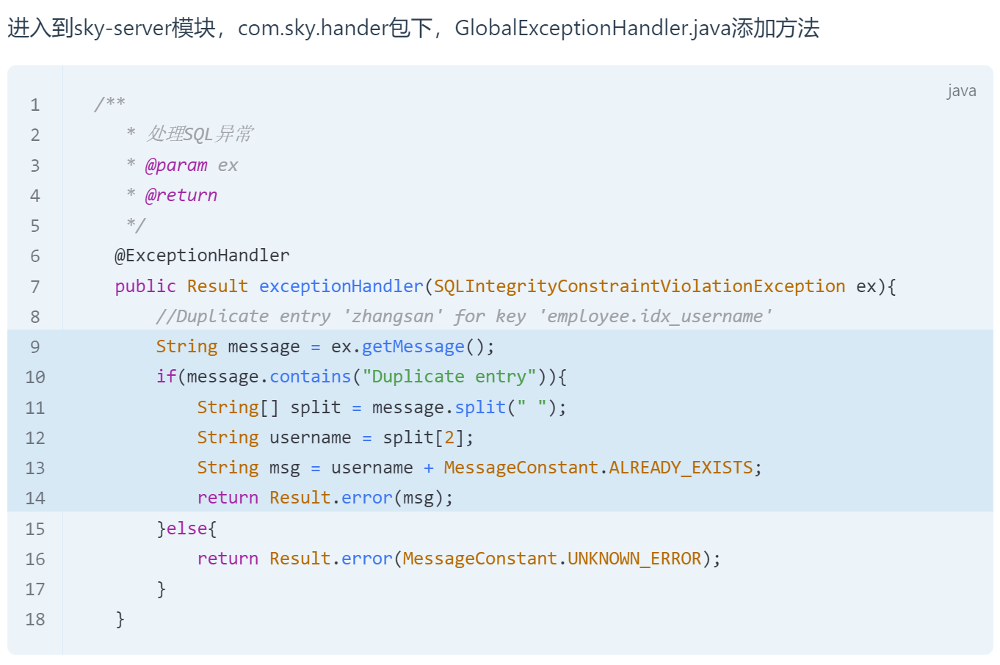 进入到sky-server模块，com.sky.hander包下，GlobalExceptionHandler.java添加方法
java
1 /**
2 * 处理SQL异常
3 * @param ex
4 * @return
5 */
6 @ExceptionHandler
7 public Result exceptionHandler(SQLIntegrityConstraintViolationException ex){
8 //Duplicate entry 'zhangsan' for key 'employee.idx_username'
9 String message = ex.getMessage();
10 if(message.contains("Duplicate entry")){
11 String[] split = message.split(" ");
12 String username = split[2];
13 String msg = username + MessageConstant.ALREADY_EXISTS;
14 return Result.error(msg);
15 }else{
16 return Result.error(MessageConstant.UNKNOWN_ERROR);
17 }
18 }